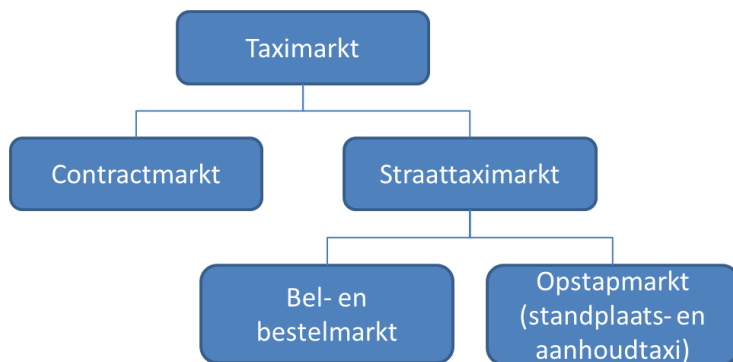 Taximarkt
Contractmarkt
Straattaximarkt
Bel- en
bestelmarkt
Opstapmarkt
(standplaats- en
aanhoudtaxi)